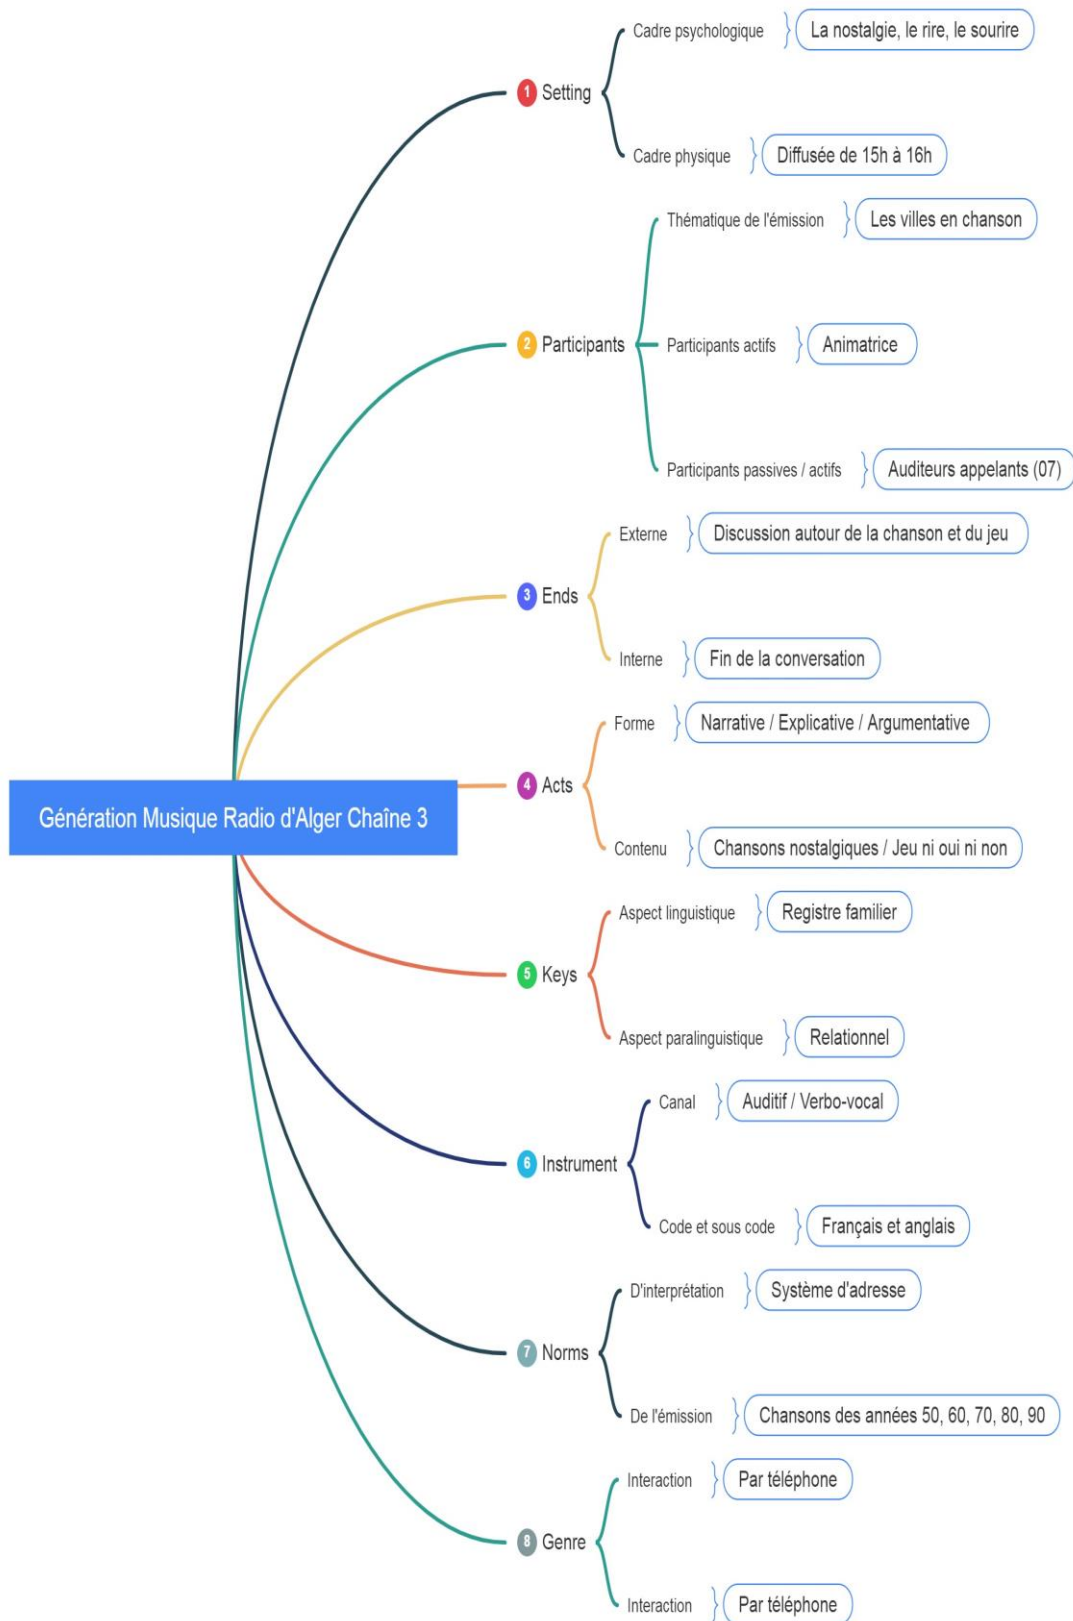 Génération Musique Radio d'Alger Chaîne 3
1 Setting
Cadre psychologique
La nostalgie, le rire, le sourire
Cadre physique
Diffusée de 15h à 16h
2 Participants
Thématique de l'émission
Les villes en chanson
Participants actifs
Animatrice
Participants passives / actifs
Auditeurs appelants (07)
3 Ends
Externe
Discussion autour de la chanson et du jeu
Interne
Fin de la conversation
4 Acts
Forme
Narrative / Explicative / Argumentative
Contenu
Chansons nostalgiques / Jeu ni oui ni non
5 Keys
Aspect linguistique
Registre familier
Aspect paralinguistique
Relationnel
6 Instrument
Canal
Auditif / Verbo-vocal
Code et sous code
Français et anglais
7 Norms
D'interprétation
Système d'adresse
De l'émission
Chansons des années 50, 60, 70, 80, 90
8 Genre
Interaction
Par téléphone
Interaction
Par téléphone